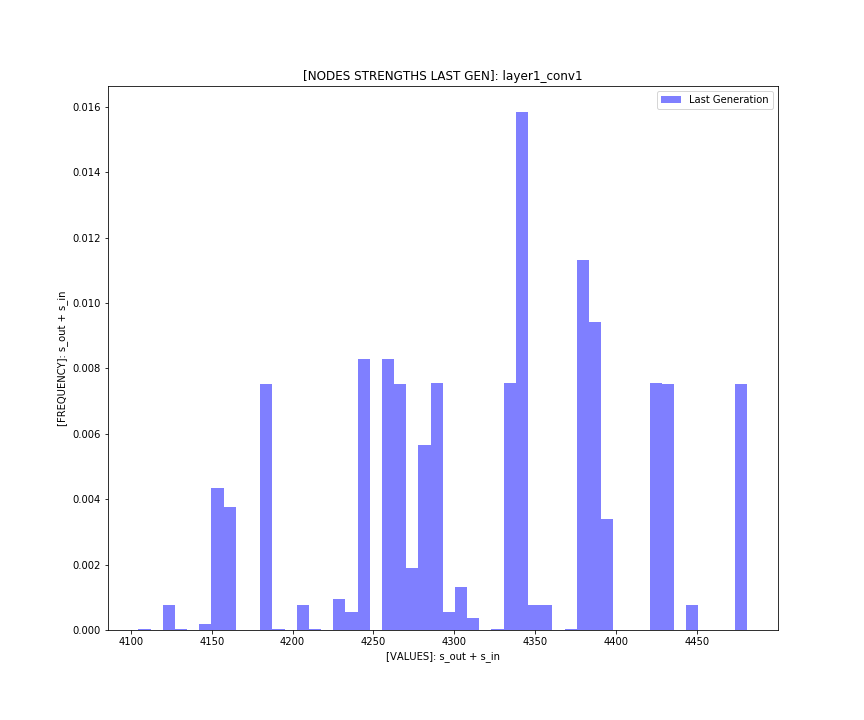 [NODES STRENGTHS LAST GEN]: layer1_conv1
Last Generation
0.016
0.014
0.012
0.010
0.008
0.006
0.004
0.002
0.000
[FREQUENCY]: s_out + s_in
4100 4150 4200 4250 4300 4350 4400 4450
[VALUES]: s_out + s_in